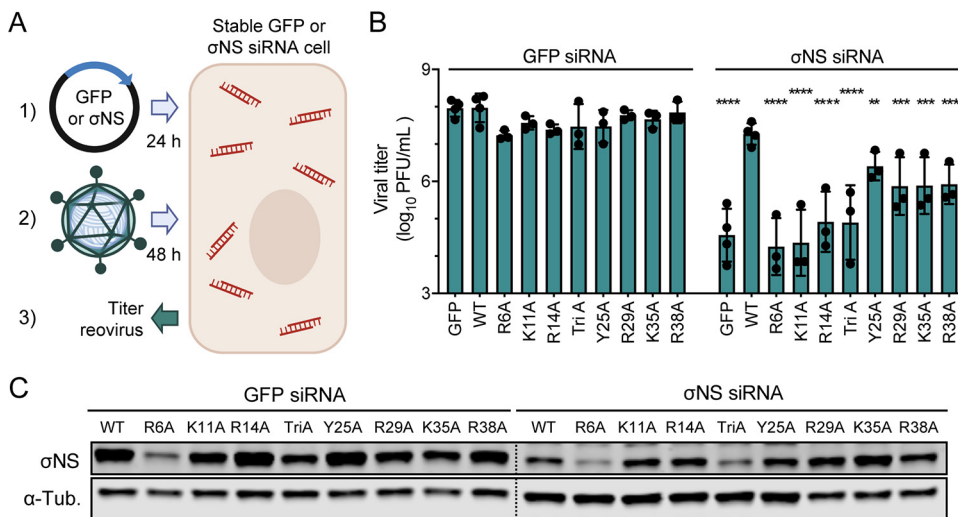 A
Stable GFP or
σNS siRNA cell
1)
GFP
or σNS
24 h
2)
48 h
3)
Titer
reovirus
B
GFP siRNA
σNS siRNA
Viral titer
(log10 PFU/mL)
9
6
3
**** **** **** **** **** ** *** *** ***
GFP WT R6A K11A R14A Tri A Y25A R29A K35A R38A
GFP WT R6A K11A R14A Tri A Y25A R29A K35A R38A
C
GFP siRNA
σNS siRNA
WT R6A K11A R14A TriA Y25A R29A K35A R38A
WT R6A K11A R14A TriA Y25A R29A K35A R38A
σNS
α-Tub.